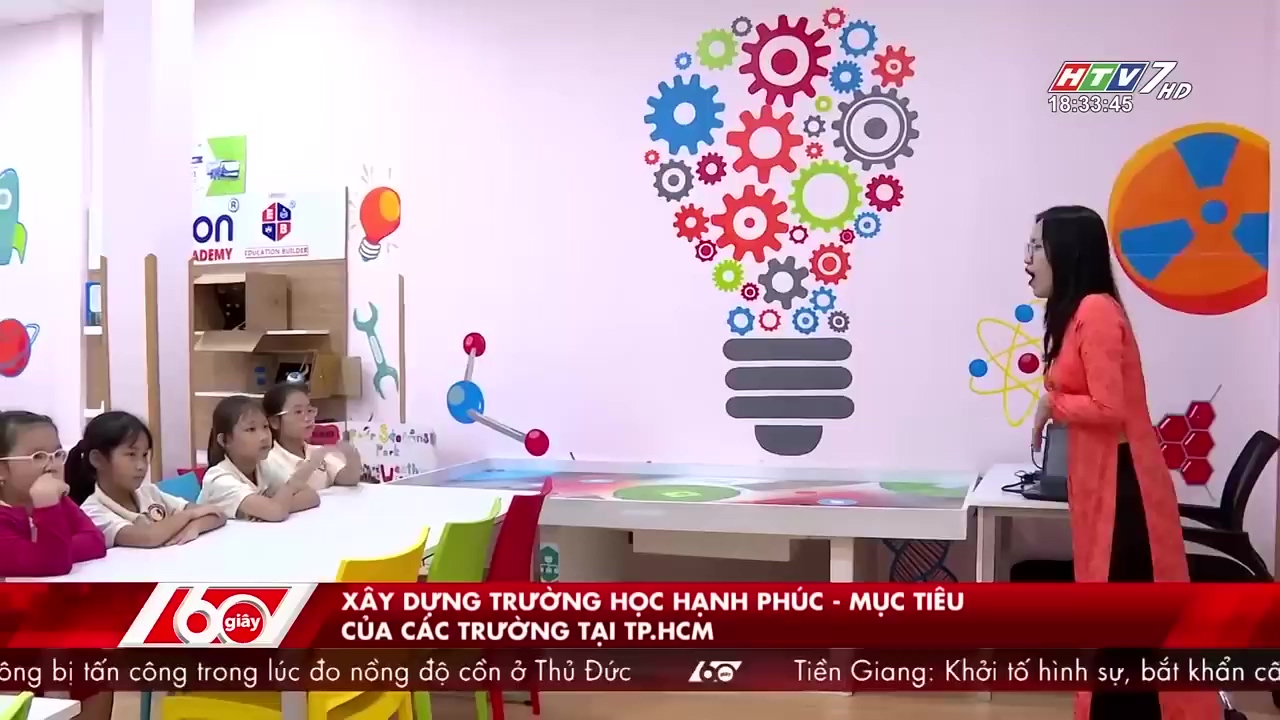 HTV7 HD
18:33:45
on®
ADEMY
EDUCATION BUILDER
60 giây
XÂY DỰNG TRƯỜNG HỌC HẠNH PHÚC - MỤC TIÊU
CỦA CÁC TRƯỜNG TẠI TP.HCM
ông bị tấn công trong lúc đo nồng độ cồn ở Thủ Đức 60 Tiền Giang: Khởi tố hình sự, bắt khẩn